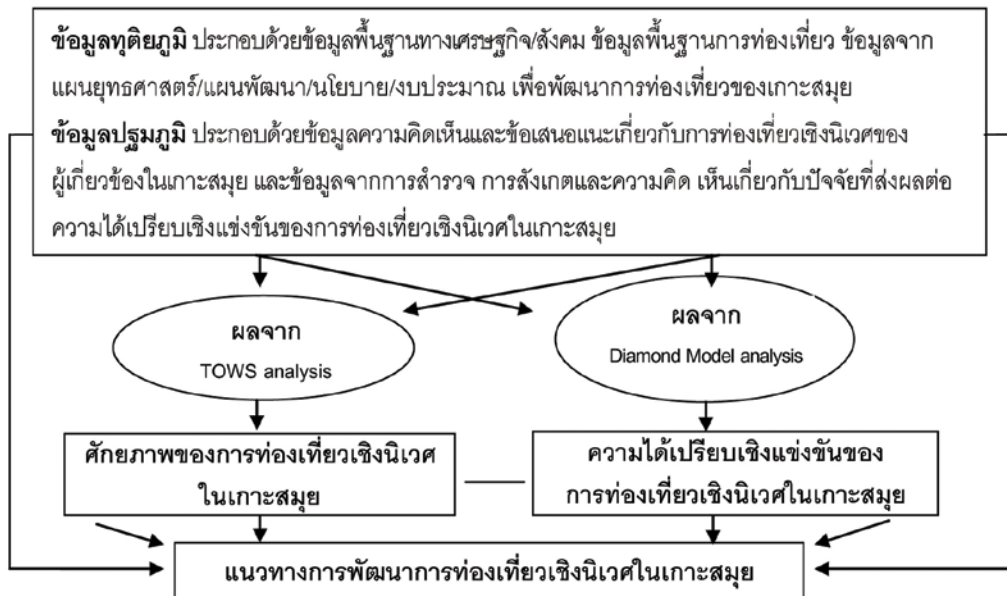 ข้อมูลทุติยภูมิ ประกอบด้วยข้อมูลพื้นฐานทางเศรษฐกิจ/สังคม ข้อมูลพื้นฐานการท่องเที่ยว ข้อมูลจาก
แผนยุทธศาสตร์/แผนพัฒนา/นโยบาย/งบประมาณ เพื่อพัฒนาการท่องเที่ยวของเกาะสมุย
ข้อมูลปฐมภูมิ ประกอบด้วยข้อมูลความคิดเห็นและข้อเสนอแนะเกี่ยวกับการท่องเที่ยวเชิงนิเวศของ
ผู้เกี่ยวข้องในเกาะสมุย และข้อมูลจากการสำรวจ การสังเกตและความคิด เห็นเกี่ยวกับปัจจัยที่ส่งผลต่อ
ความได้เปรียบเชิงแข่งขันของการท่องเที่ยวเชิงนิเวศในเกาะสมุย
ผลจาก
TOWS analysis
ผลจาก
Diamond Model analysis
ศักยภาพของการท่องเที่ยวเชิงนิเวศ
ในเกาะสมุย
ความได้เปรียบเชิงแข่งขันของ
การท่องเที่ยวเชิงนิเวศในเกาะสมุย
แนวทางการพัฒนาการท่องเที่ยวเชิงนิเวศในเกาะสมุย